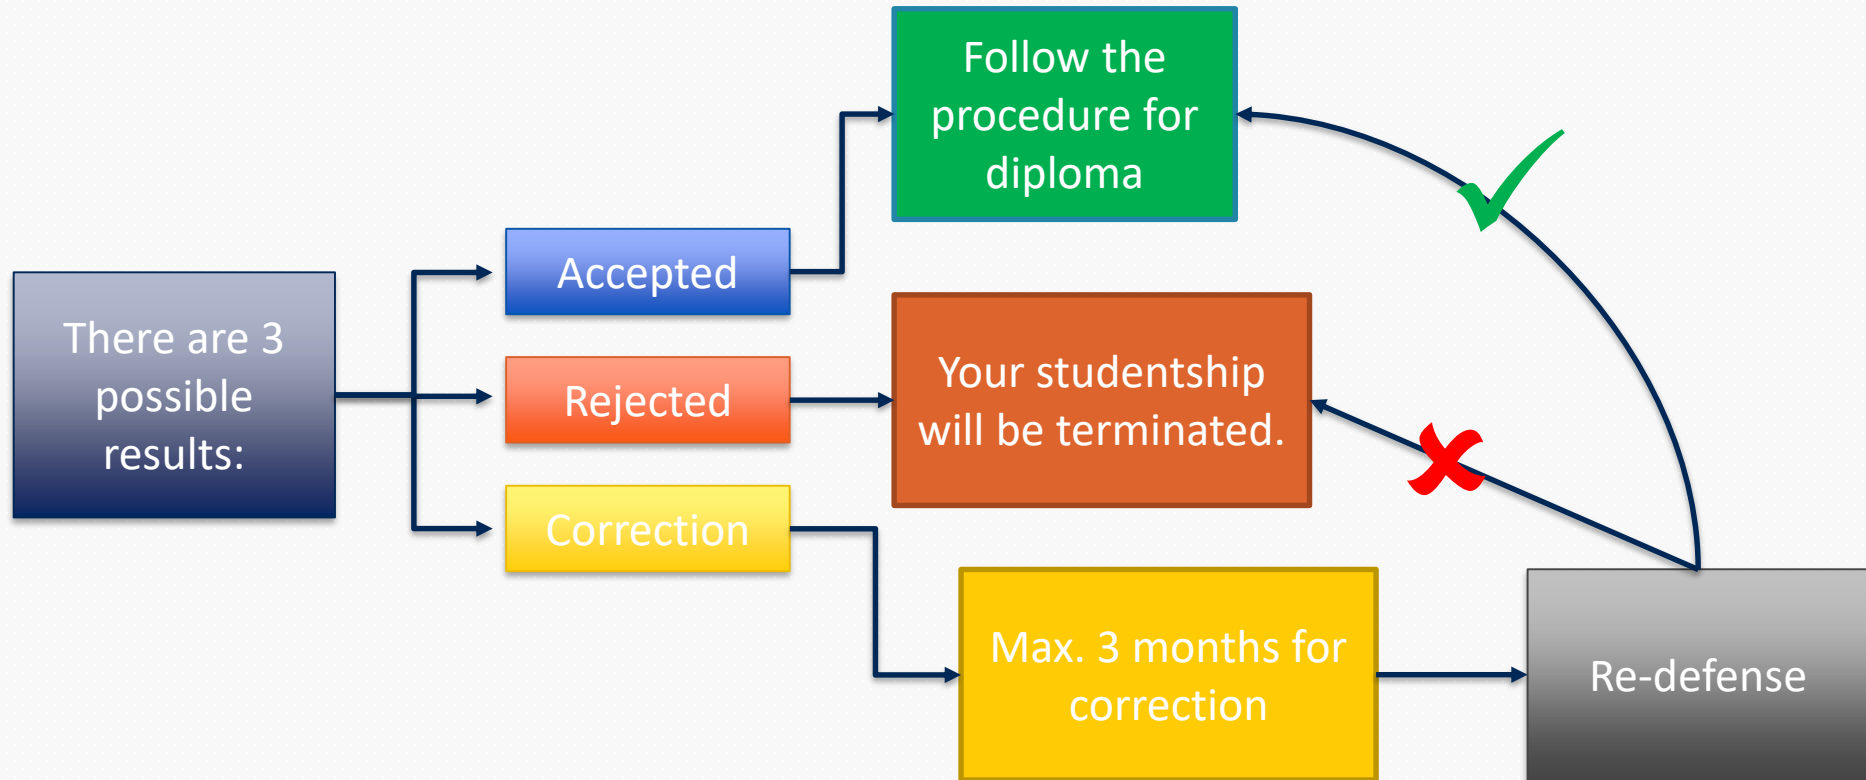 There are 3
possible
results:
Accepted
Rejected
Correction
Follow the
procedure for
diploma
Your studentship
will be terminated.
Max. 3 months for
correction
Re-defense